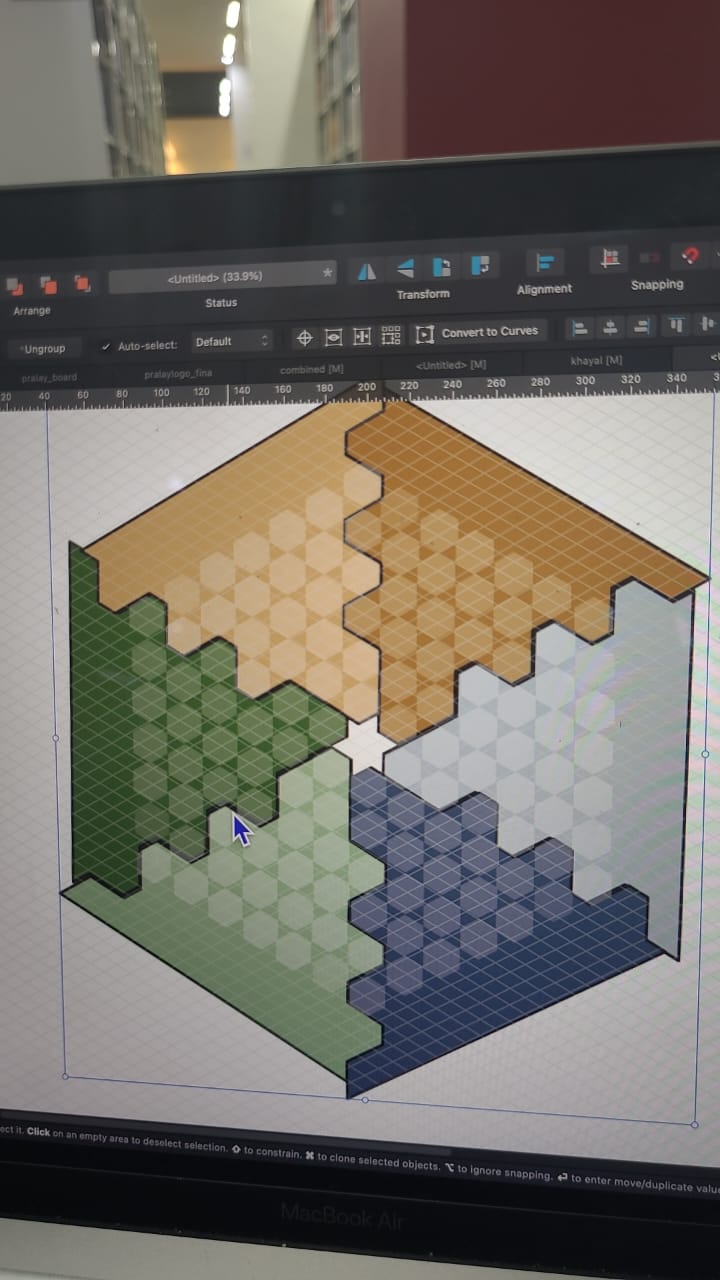 <Untitled> (33.9%) *
Arrange
Status
Transform
Alignment
Snapping
Ungroup
✓ Auto-select:
Default
Convert to Curves
pralay_board
pralaylogo_fina
combined [M]
<Untitled> [M]
khayal [M]
20 40 60 80 100 120 140 160 180 200 220 240 260 280 300 320 340
ect it. Click on an empty area to deselect selection. ⇧ to constrain. ⌘ to clone selected objects. ⌥ to ignore snapping. ⏎ to enter move/duplicate value
MacBook Air